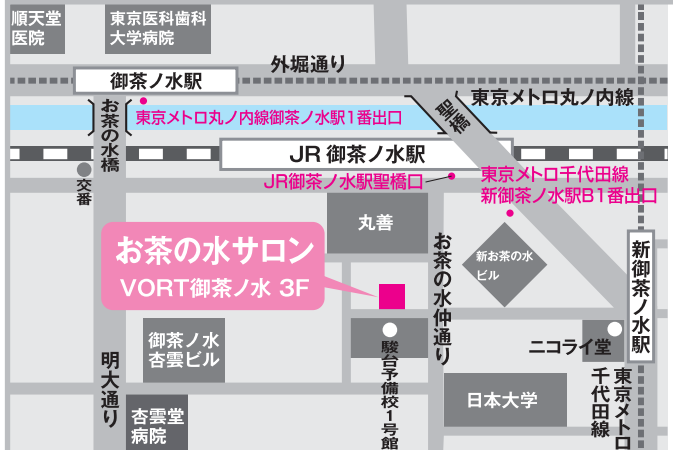 順天堂
医院
東京医科歯科
大学病院
外堀通り
御茶ノ水駅
東京メトロ丸ノ内線
お茶の水橋
東京メトロ丸ノ内線御茶ノ水駅1番出口
聖橋
JR 御茶ノ水駅
交番
JR御茶ノ水駅聖橋口
東京メトロ千代田線
新御茶ノ水駅B1番出口
丸善
お茶の水サロン
VORT御茶ノ水 3F
お茶の水仲通り
新お茶の水
ビル
新御茶ノ水駅
御茶ノ水
杏雲ビル
駿台予備校1号館
ニコライ堂
明大通り
日本大学
東京メトロ
千代田線
杏雲堂
病院